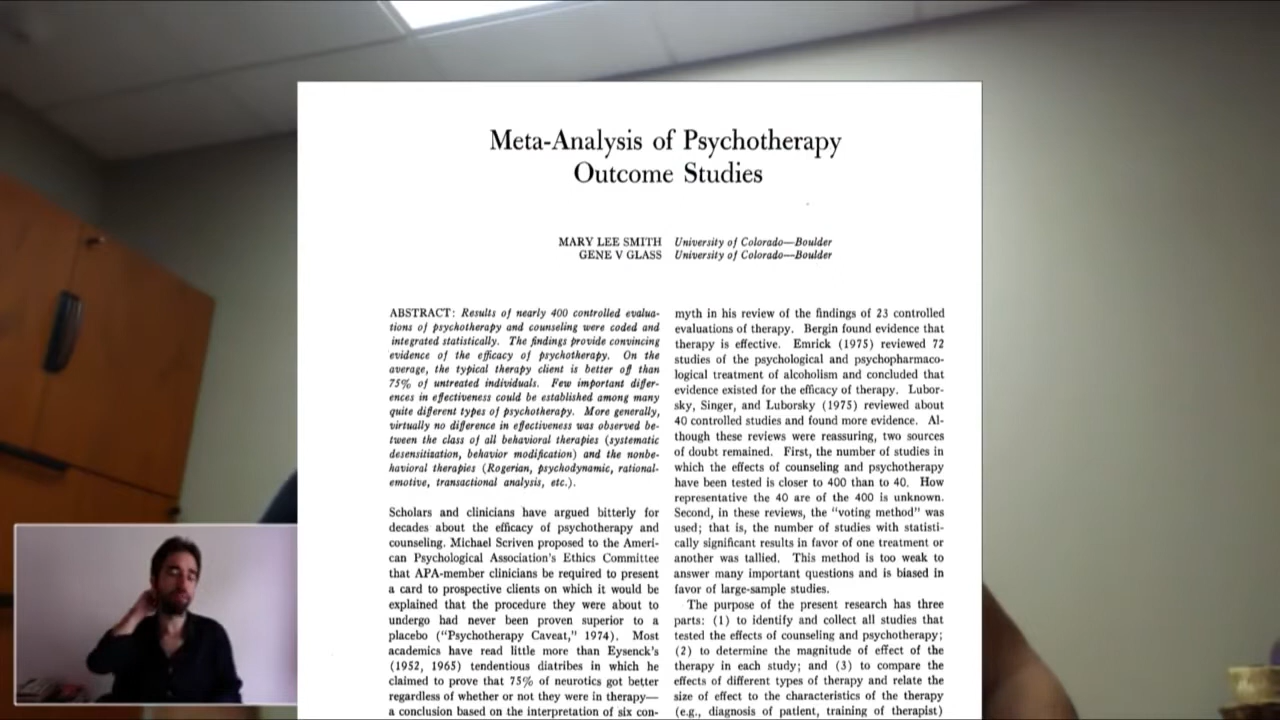 Meta-Analysis of Psychotherapy
Outcome Studies
MARY LEE SMITH University of Colorado—Boulder
GENE V GLASS University of Colorado—Boulder
ABSTRACT: Results of nearly 400 controlled evalua-
tions of psychotherapy and counseling were coded and
integrated statistically. The findings provide convincing
evidence of the efficacy of psychotherapy. On the
average, the typical therapy client is better off than
75% of untreated individuals. Few important differ-
ences in effectiveness could be established among many
quite different types of psychotherapy. More generally,
virtually no difference in effectiveness was observed be-
tween the class of all behavioral therapies (systematic
desensitization, behavior modification) and the nonbe-
havioral therapies (Rogerian, psychodynamic, rational-
emotive, transactional analysis, etc.).
Scholars and clinicians have argued bitterly for
decades about the efficacy of psychotherapy and
counseling. Michael Scriven proposed to the Ameri-
can Psychological Association's Ethics Committee
that APA-member clinicians be required to present
a card to prospective clients on which it would be
explained that the procedure they were about to
undergo had never been proven superior to a
placebo ("Psychotherapy Caveat," 1974). Most
academics have read little more than Eysenck's
(1952, 1965) tendentious diatribes in which he
claimed to prove that 75% of neurotics got better
regardless of whether or not they were in therapy—
a conclusion based on the interpretation of six con-
myth in his review of the findings of 23 controlled
evaluations of therapy. Bergin found evidence that
therapy is effective. Emrick (1975) reviewed 72
studies of the psychological and psychopharmaco-
logical treatment of alcoholism and concluded that
evidence existed for the efficacy of therapy. Lubor-
sky, Singer, and Luborsky (1975) reviewed about
40 controlled studies and found more evidence. Al-
though these reviews were reassuring, two sources
of doubt remained. First, the number of studies in
which the effects of counseling and psychotherapy
have been tested is closer to 400 than to 40. How
representative the 40 are of the 400 is unknown.
Second, in these reviews, the "voting method" was
used; that is, the number of studies with statisti-
cally significant results in favor of one treatment or
another was tallied. This method is too weak to
answer many important questions and is biased in
favor of large-sample studies.
The purpose of the present research has three
parts: (1) to identify and collect all studies that
tested the effects of counseling and psychotherapy;
(2) to determine the magnitude of effect of the
therapy in each study; and (3) to compare the
effects of different types of therapy and relate the
size of effect to the characteristics of the therapy
(e.g., diagnosis of patient, training of therapist)